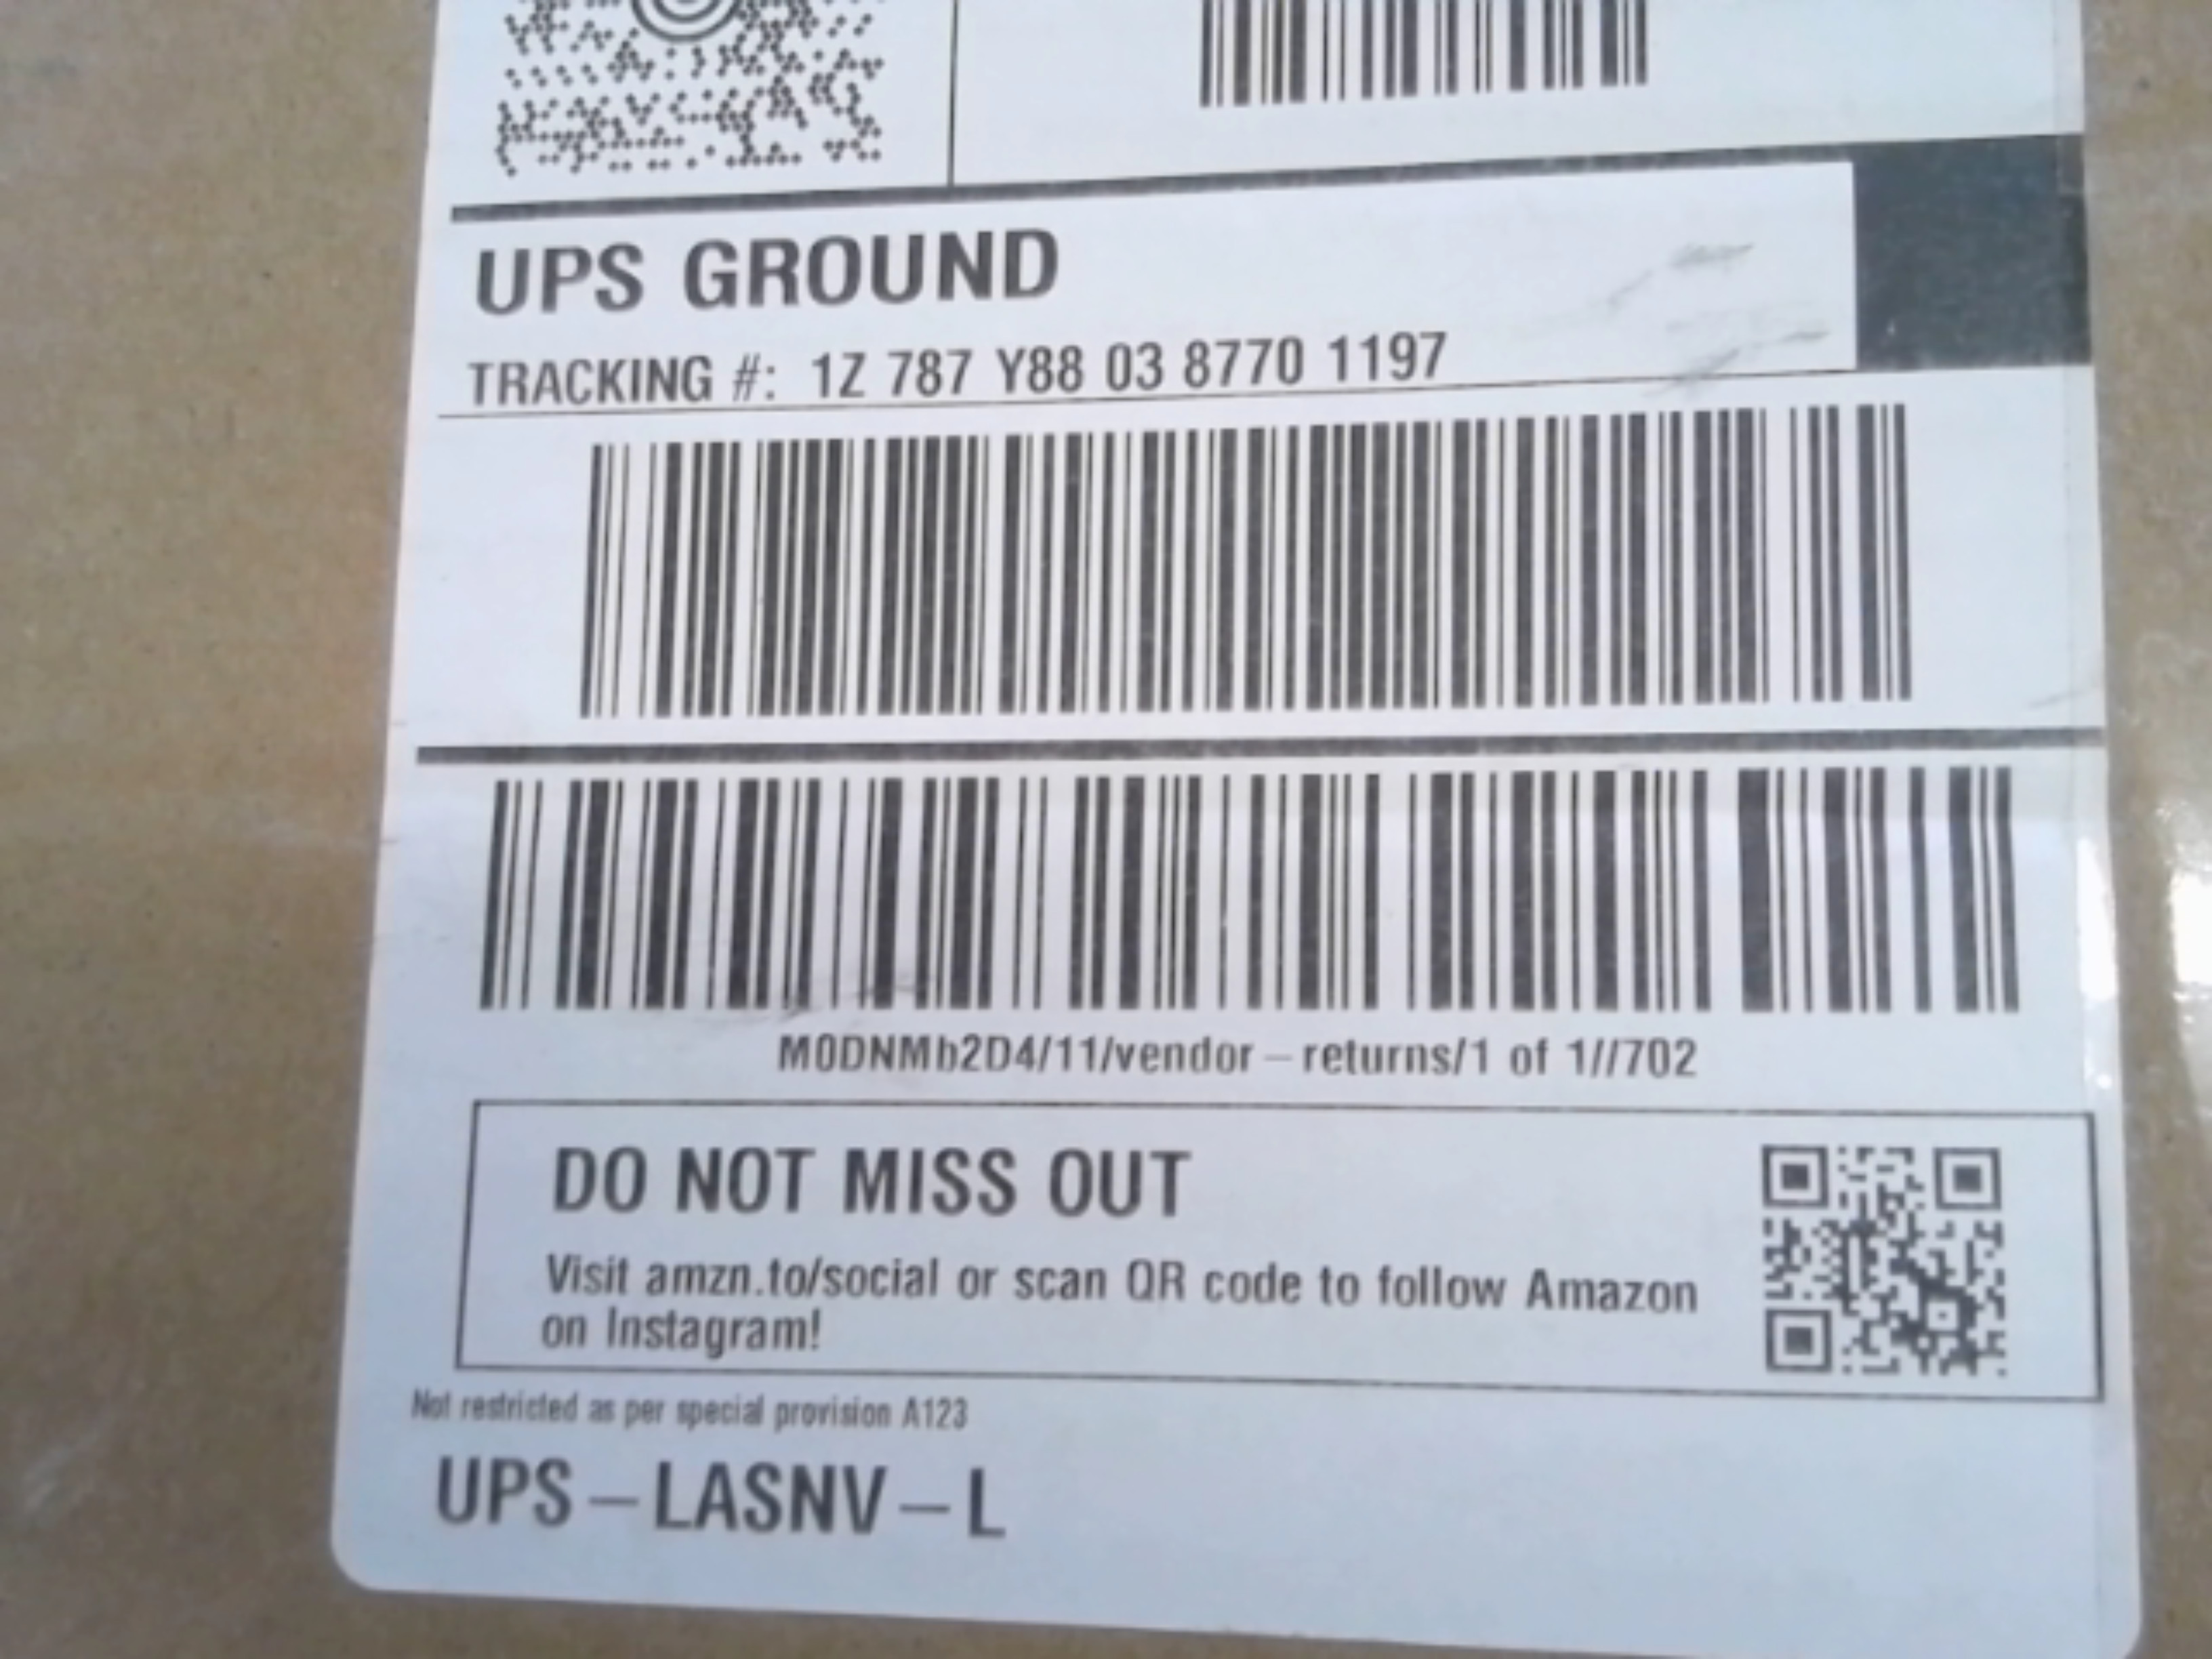 UPS GROUND
TRACKING #: 1Z 787 Y88 03 8770 1197
MODNMb2D4/11/vendor – returns/1 of 1//702
DO NOT MISS OUT
Visit amzn.to/social or scan QR code to follow Amazon
on Instagram!
Not restricted as per special provision A123
UPS – LASNV – L